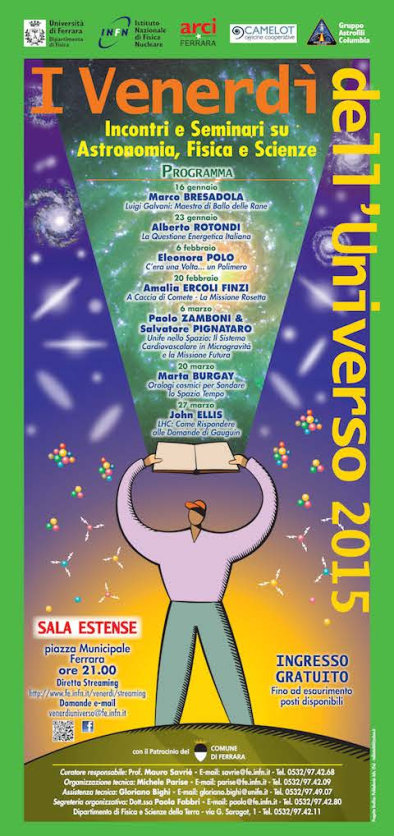 Università
di Ferrara
Dipartimento
di Fisica
INFN
Istituto
Nazionale
di Fisica
Nucleare
arci
FERRARA
CAMELOT
officine cooperative
Gruppo
Astrofili
Columbia
I Venerdì
dell'Universo 2015
Incontri e Seminari su
Astronomia, Fisica e Scienze
PROGRAMMA
16 gennaio
Marco BRESADOLA
Luigi Galvani: Maestro di Ballo delle Rane
23 gennaio
Alberto ROTONDI
La Questione Energetica Italiana
6 febbraio
Eleonora POLO
C'era una Volta... un Polimero
20 febbraio
Amalia ERCOLI FINZI
A Caccia di Comete - La Missione Rosetta
6 marzo
Paolo ZAMBONI &
Salvatore PIGNATARO
Unife nello Spazio: Il Sistema
Cardiovascolare in Microgravità
e la Missione Futura
20 marzo
Marta BURGAY
Orologi cosmici per Sondare
lo Spazio Tempo
27 marzo
John ELLIS
LHC: Come Rispondere
alle Domande di Gauguin
SALA ESTENSE
piazza Municipale
Ferrara
ore 21.00
Diretta Streaming
http://www.fe.infn.it/venerdi/streaming
Domande e-mail
venerdiuniverso@fe.infn.it
INGRESSO
GRATUITO
Fino ad esaurimento
posti disponibili
con il Patrocinio del
COMUNE
DI FERRARA
Curatore responsabile: Prof. Mauro Savrié - E-mail: savrie@fe.infn.it - Tel. 0532/97.42.68
Organizzazione tecnica: Michele Parise - E-mail: parise@fe.infn.it - Tel. 0532/97.42.09
Assistenza tecnica: Gloriano Bighi - E-mail: gloriano.bighi@unife.it - Tel. 0532/97.49.07
Segreteria organizzativa: Dott.ssa Paola Fabbri - E-mail: paola@fe.infn.it - Tel. 0532/97.42.80
Dipartimento di Fisica e Scienze della Terra - via G. Saragat, 1 - Tel. 0532/97.42.11